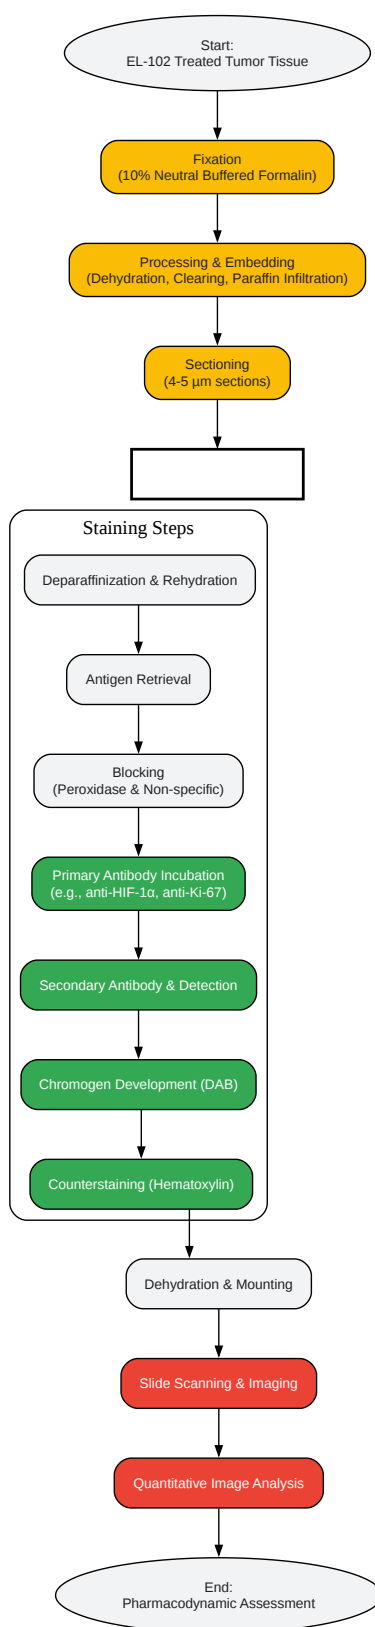 Start:
EL-102 Treated Tumor Tissue
Fixation
(10% Neutral Buffered Formalin)
Processing & Embedding
(Dehydration, Clearing, Paraffin Infiltration)
Sectioning
(4-5 µm sections)
Staining Steps
Deparaffinization & Rehydration
Antigen Retrieval
Blocking
(Peroxidase & Non-specific)
Primary Antibody Incubation
(e.g., anti-HIF-1α, anti-Ki-67)
Secondary Antibody & Detection
Chromogen Development (DAB)
Counterstaining (Hematoxylin)
Dehydration & Mounting
Slide Scanning & Imaging
Quantitative Image Analysis
End:
Pharmacodynamic Assessment